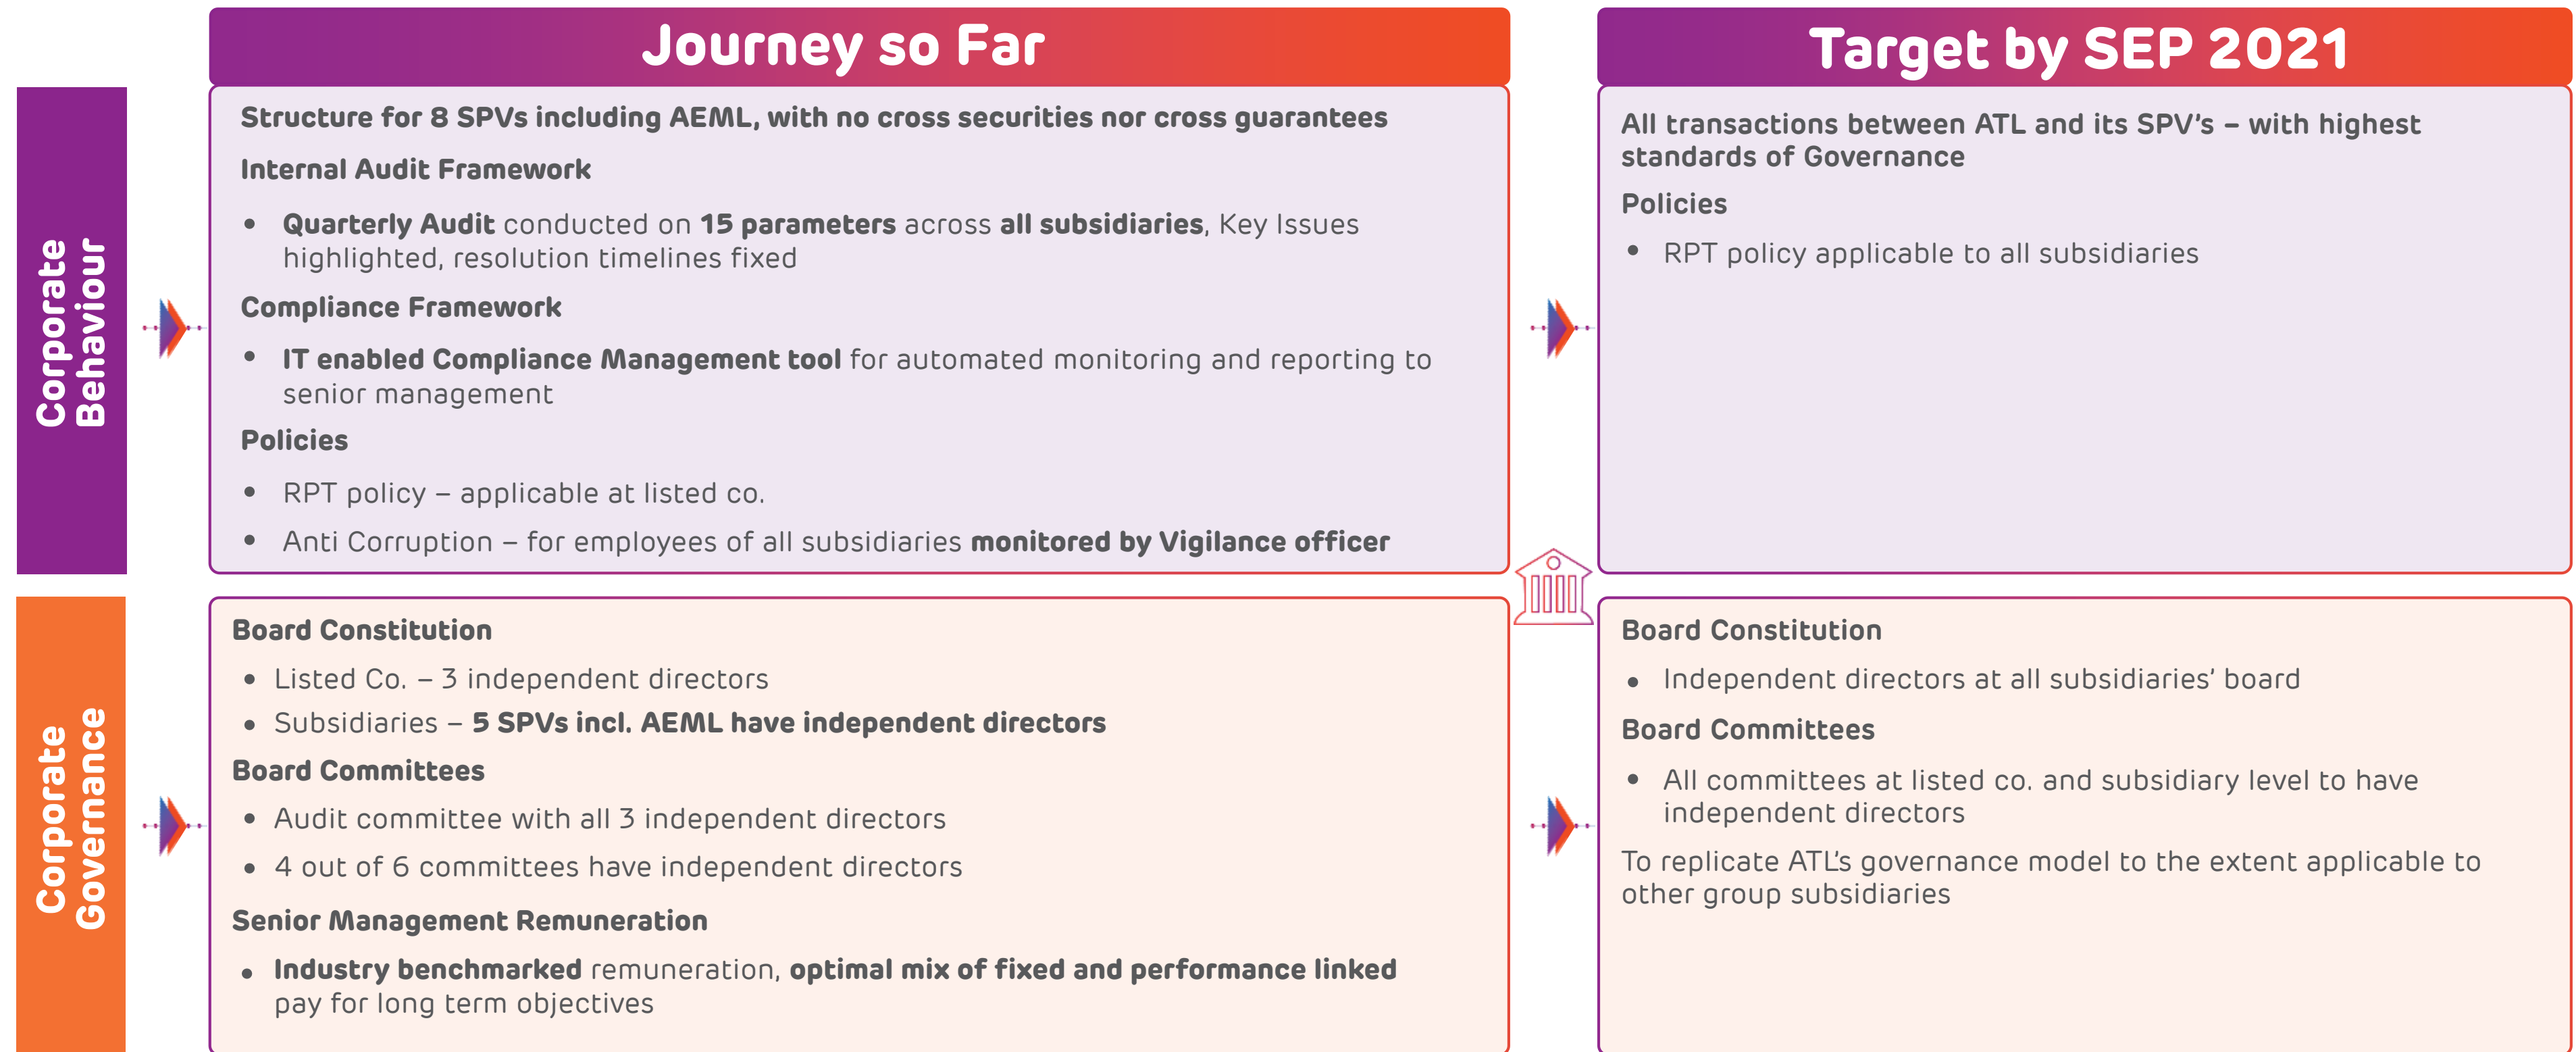 Journey so Far
Target by SEP 2021
Corporate
Behaviour
Structure for 8 SPVs including AEML, with no cross securities nor cross guarantees
Internal Audit Framework
• Quarterly Audit conducted on 15 parameters across all subsidiaries, Key Issues
highlighted, resolution timelines fixed
Compliance Framework
• IT enabled Compliance Management tool for automated monitoring and reporting to
senior management
Policies
• RPT policy – applicable at listed co.
• Anti Corruption – for employees of all subsidiaries monitored by Vigilance officer
All transactions between ATL and its SPV's – with highest
standards of Governance
Policies
• RPT policy applicable to all subsidiaries
Corporate
Governance
Board Constitution
• Listed Co. – 3 independent directors
• Subsidiaries – 5 SPVs incl. AEML have independent directors
Board Committees
• Audit committee with all 3 independent directors
• 4 out of 6 committees have independent directors
Senior Management Remuneration
• Industry benchmarked remuneration, optimal mix of fixed and performance linked
pay for long term objectives
Board Constitution
• Independent directors at all subsidiaries' board
Board Committees
• All committees at listed co. and subsidiary level to have
independent directors
To replicate ATL's governance model to the extent applicable to
other group subsidiaries